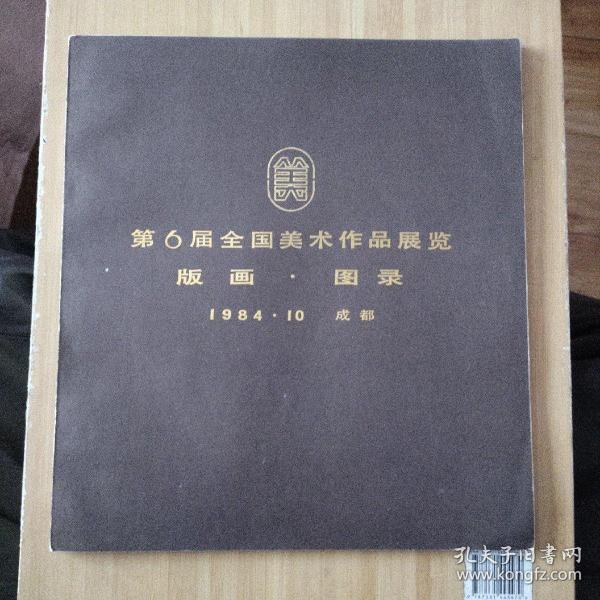 美
第6届全国美术作品展览
版画·图录
1984·10 成都
孔夫子旧书网
www.kongfz.com